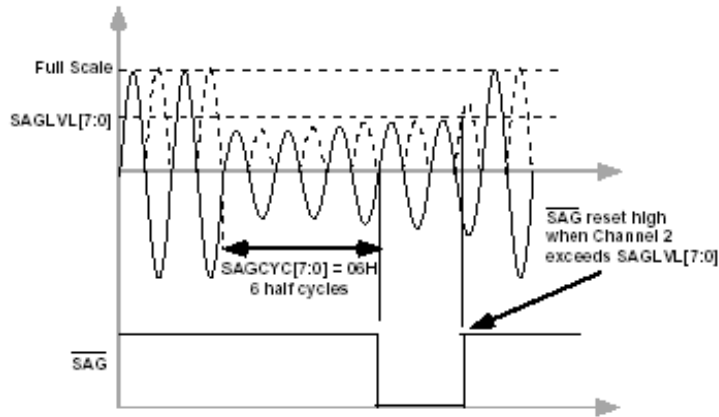 Full Scale
SAGLVL[7:0]
SAG reset high
when Channel 2
exceeds SAGLVL[7:0]
SAGCYC[7:0] = 06H
6 half cycles
SAG